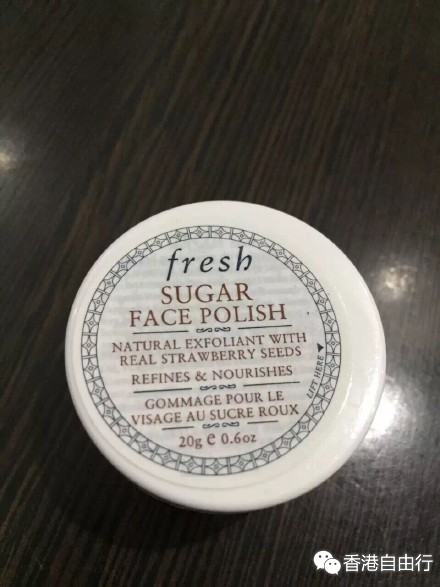 fresh
SUGAR
FACE POLISH
NATURAL EXFOLIANT WITH
REAL STRAWBERRY SEEDS
REFINES & NOURISHES
GOMMAGE POUR LE
VISAGE AU SUCRE ROUX
20g e 0.6oz
LIFT HERE
香港自由行